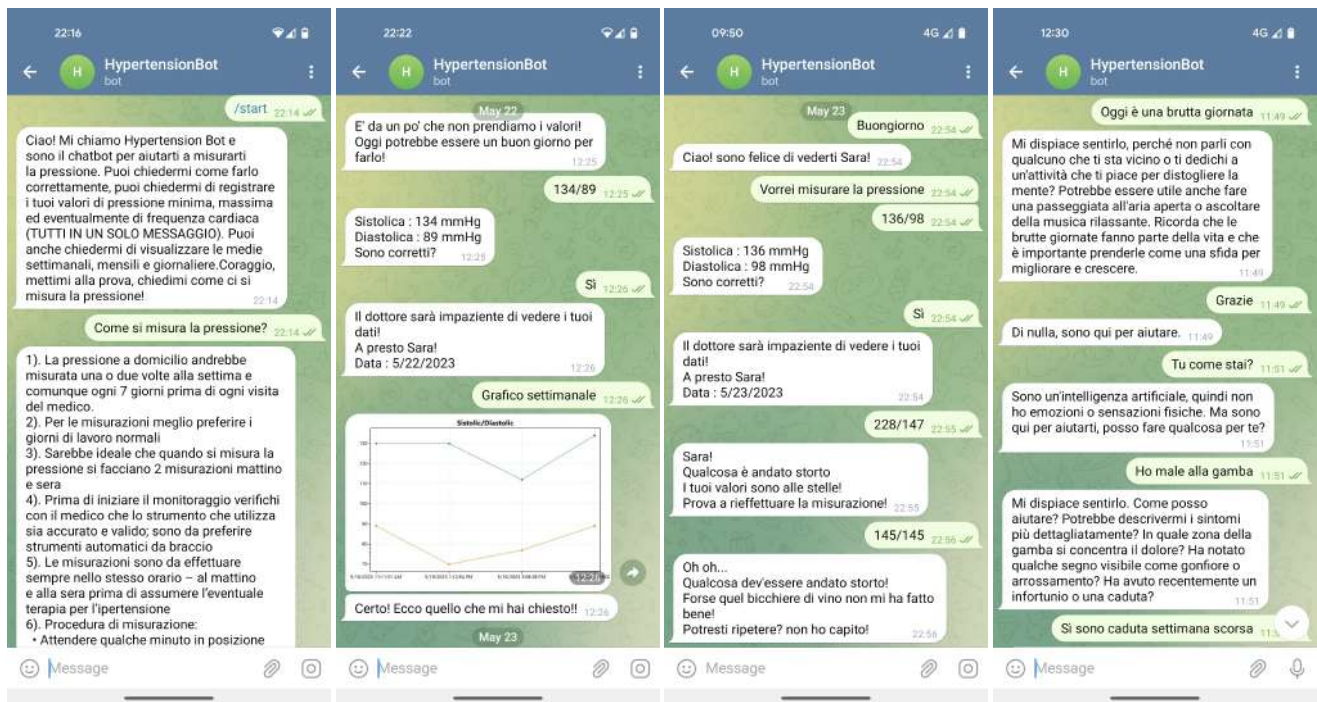 22:16
HypertensionBot
bot
/start 22:14
Ciao! Mi chiamo Hypertension Bot e
sono il chatbot per aiutarti a misurarti
la pressione. Puoi chiedermi come farlo
correttamente, puoi chiedermi di registrare
i tuoi valori di pressione minima, massima
ed eventualmente di frequenza cardiaca
(TUTTI IN UN SOLO MESSAGGIO). Puoi
anche chiedermi di visualizzare le medie
settimanali, mensili e giornaliere.Coraggio,
mettimi alla prova, chiedimi come ci si
misura la pressione!
22:14
Come si misura la pressione? 22:14
1). La pressione a domicilio andrebbe
misurata una o due volte alla settima e
comunque ogni 7 giorni prima di ogni visita
del medico.
2). Per le misurazioni meglio preferire i
giorni di lavoro normali
3). Sarebbe ideale che quando si misura la
pressione si facciano 2 misurazioni mattino
e sera
4). Prima di iniziare il monitoraggio verifichi
con il medico che lo strumento che utilizza
sia accurato e valido; sono da preferire
strumenti automatici da braccio
5). Le misurazioni sono da effettuare
sempre nello stesso orario – al mattino
e alla sera prima di assumere l'eventuale
terapia per l'ipertensione
6). Procedura di misurazione:
• Attendere qualche minuto in posizione
Message
22:22
H
HypertensionBot
bot
May 22
E' da un po' che non prendiamo i valori!
Oggi potrebbe essere un buon giorno per
farlo!
12:25
134/89 12:25
Sistolica : 134 mmHg
Diastolica : 89 mmHg
Sono corretti?
12:25
Sì 12:26
Il dottore sarà impaziente di vedere i tuoi
dati!
A presto Sara!
Data : 5/22/2023
12:26
Grafico settimanale 12:26
Sistolic/Diastolic
12:26
Certo! Ecco quello che mi hai chiesto!! 12:26
May 23
Message
09:50 4G
H
HypertensionBot
bot
May 23
Buongiorno 22:54
Ciao! sono felice di vederti Sara! 22:54
Vorrei misurare la pressione 22:54
136/98 22:54
Sistolica : 136 mmHg
Diastolica : 98 mmHg
Sono corretti?
22:54
Sì 22:54
Il dottore sarà impaziente di vedere i tuoi
dati!
A presto Sara!
Data : 5/23/2023
22:54
228/147 22:55
Sara!
Qualcosa è andato storto
I tuoi valori sono alle stelle!
Prova a rieffettuare la misurazione! 22:55
145/145 22:56
Oh oh...
Qualcosa dev'essere andato storto!
Forse quel bicchiere di vino non mi ha fatto
bene!
Potresti ripetere? non ho capito!
22:56
Message
12:30 4G
H
HypertensionBot
bot
Oggi è una brutta giornata 11:49
Mi dispiace sentirlo, perché non parli con
qualcuno che ti sta vicino o ti dedichi a
un'attività che ti piace per distogliere la
mente? Potrebbe essere utile anche fare
una passeggiata all'aria aperta o ascoltare
della musica rilassante. Ricorda che le
brutte giornate fanno parte della vita e che
è importante prenderle come una sfida per
migliorare e crescere.
11:49
Grazie 11:49
Di nulla, sono qui per aiutare. 11:49
Tu come stai? 11:51
Sono un'intelligenza artificiale, quindi non
ho emozioni o sensazioni fisiche. Ma sono
qui per aiutarti, posso fare qualcosa per te?
11:51
Ho male alla gamba 11:51
Mi dispiace sentirlo. Come posso
aiutare? Potrebbe descrivermi i sintomi
più dettagliatamente? In quale zona della
gamba si concentra il dolore? Ha notato
qualche segno visibile come gonfiore o
arrossamento? Ha avuto recentemente un
infortunio o una caduta?
11:51
Sì sono caduta settimana scorsa
Message